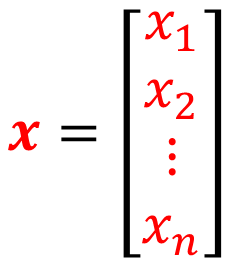 x = [x₁
x₂
⋮
xₙ]